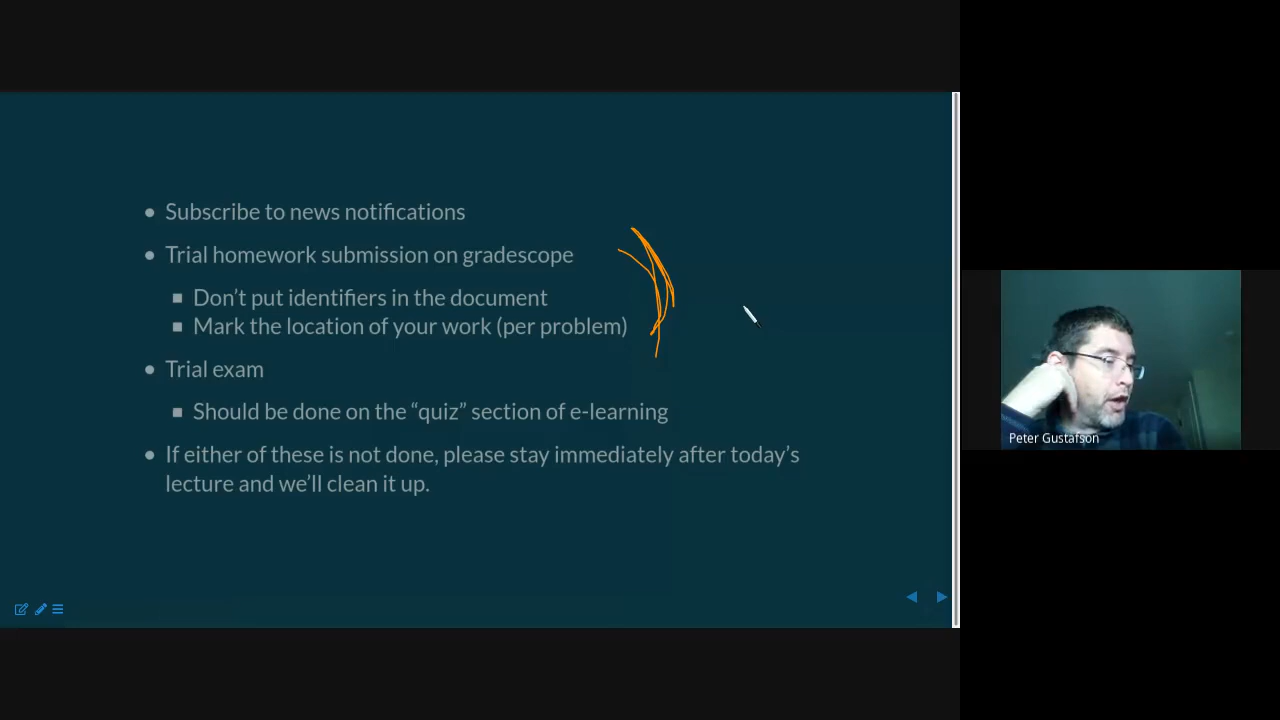 Subscribe to news notifications
Trial homework submission on gradescope
Don’t put identifiers in the document
Mark the location of your work (per problem)
Trial exam
Should be done on the “quiz” section of e-learning
If either of these is not done, please stay immediately after today’s
lecture and we’ll clean it up.
Peter Gustafson